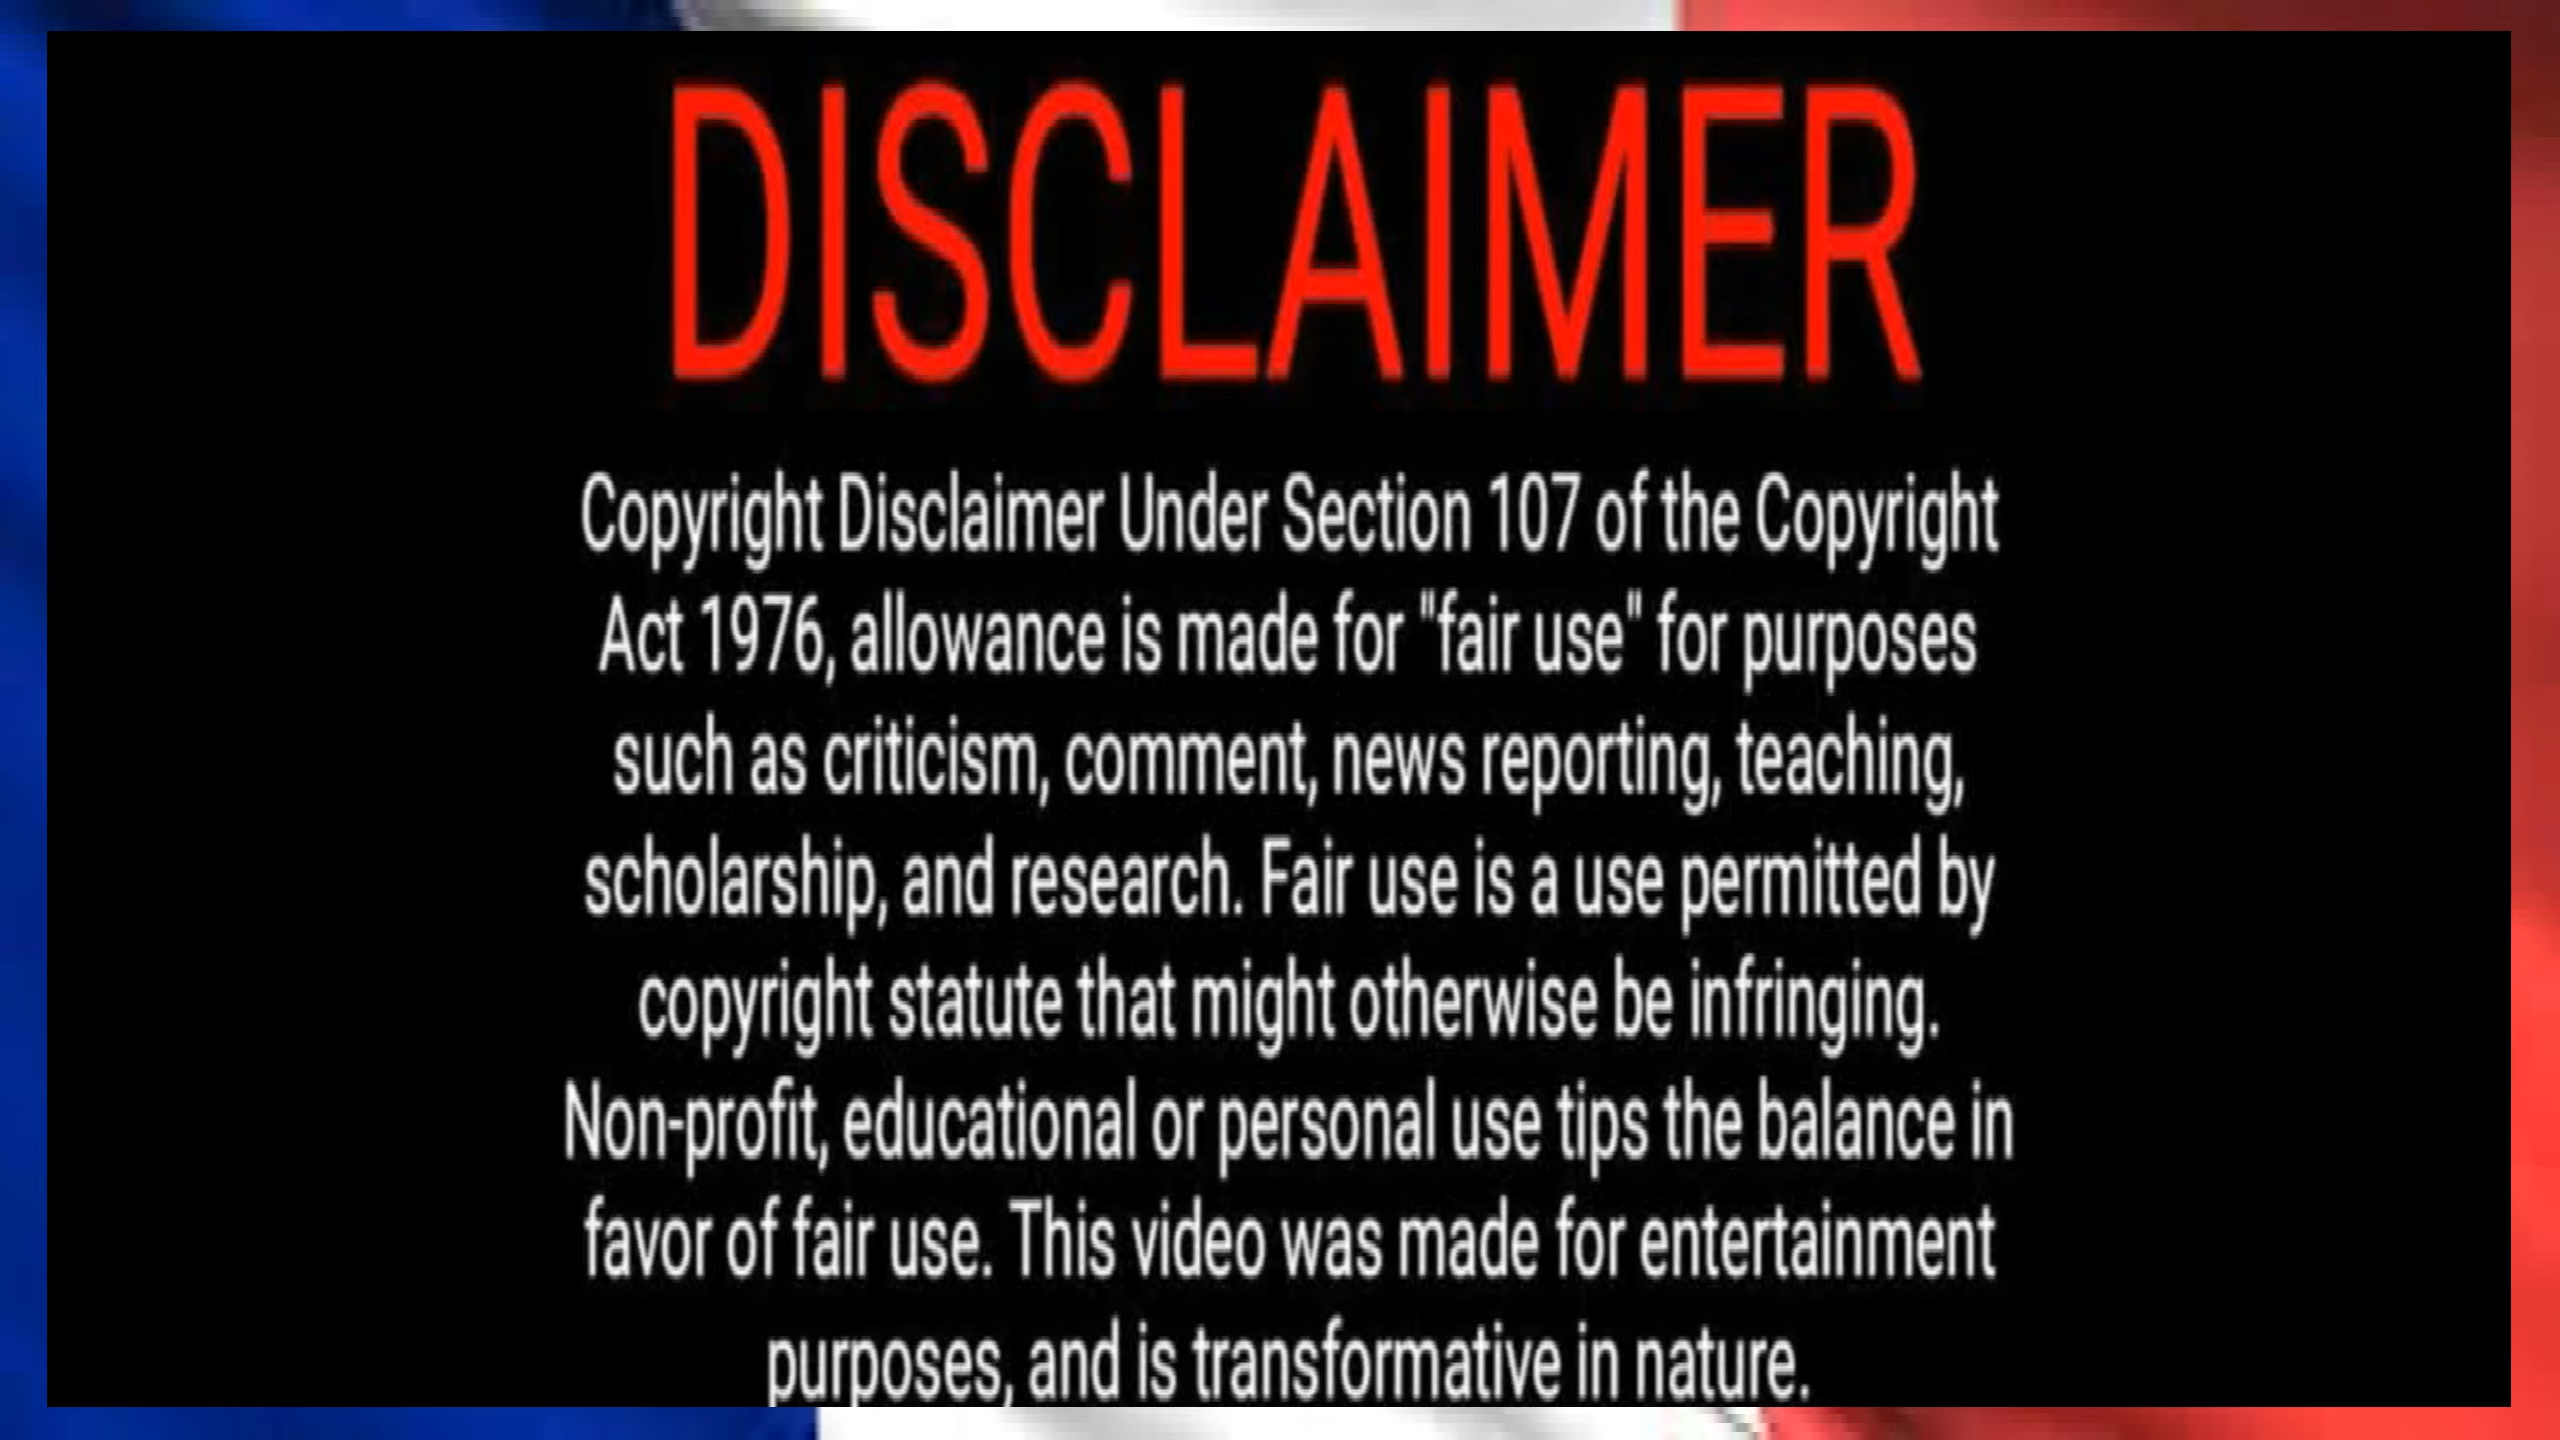 DISCLAIMER
Copyright Disclaimer Under Section 107 of the Copyright
Act 1976, allowance is made for "fair use" for purposes
such as criticism, comment, news reporting, teaching,
scholarship, and research. Fair use is a use permitted by
copyright statute that might otherwise be infringing.
Non-profit, educational or personal use tips the balance in
favor of fair use. This video was made for entertainment
purposes, and is transformative in nature.